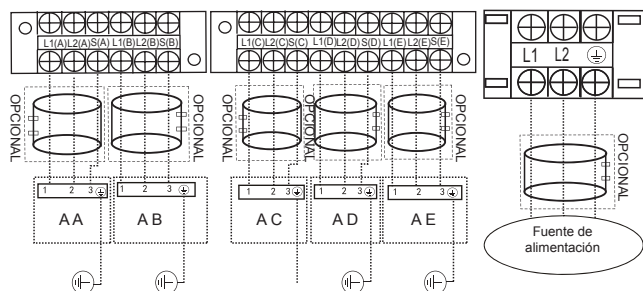 L1(A) L2(A) S(A) L1(B) L2(B) S(B)
L1(C) L2(C) S(C) L1(D) L2(D) S(D) L1(E) L2(E) S(E)
L1 L2
OPCIONAL
OPCIONAL
OPCIONAL
OPCIONAL
OPCIONAL
OPCIONAL
1 2 3
1 2 3
1 2 3
1 2 3
1 2 3
AA
AB
AC
AD
AE
Fuente de
alimentación